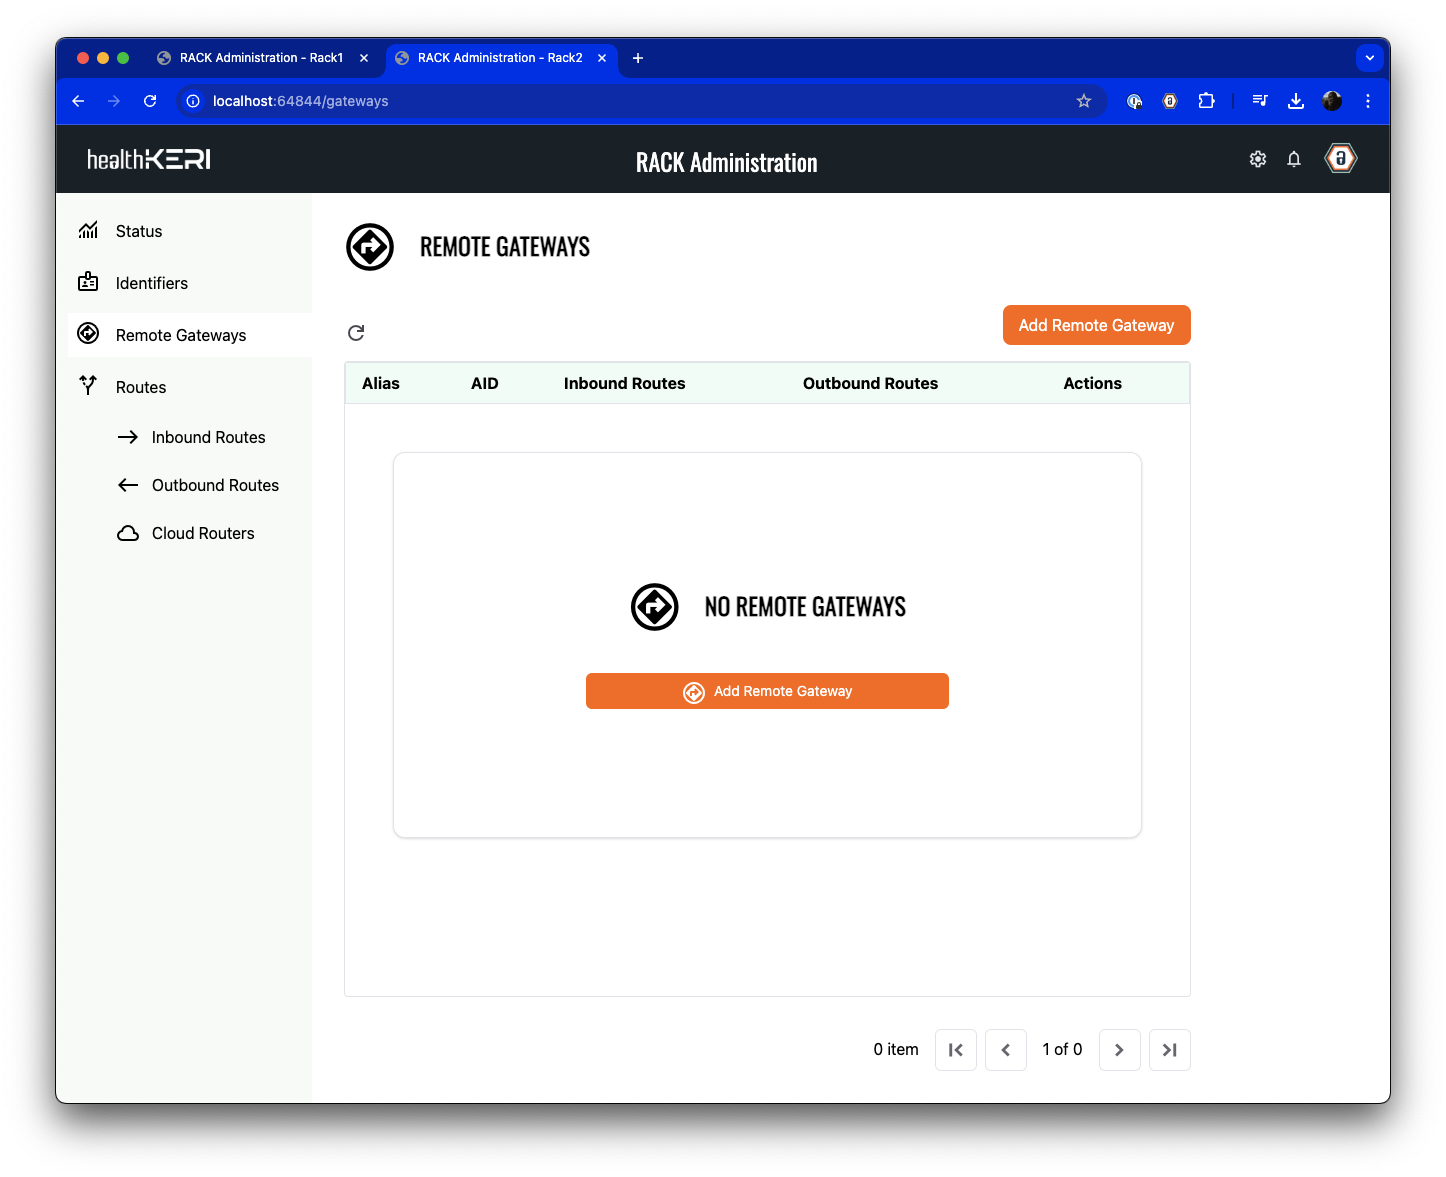 RACK Administration - Rack1
RACK Administration - Rack2
localhost:64844/gateways
healthKERI
RACK Administration
Status
Identifiers
Remote Gateways
Routes
Inbound Routes
Outbound Routes
Cloud Routers
REMOTE GATEWAYS
Add Remote Gateway
Alias AID Inbound Routes Outbound Routes Actions
NO REMOTE GATEWAYS
Add Remote Gateway
0 item 1 of 0